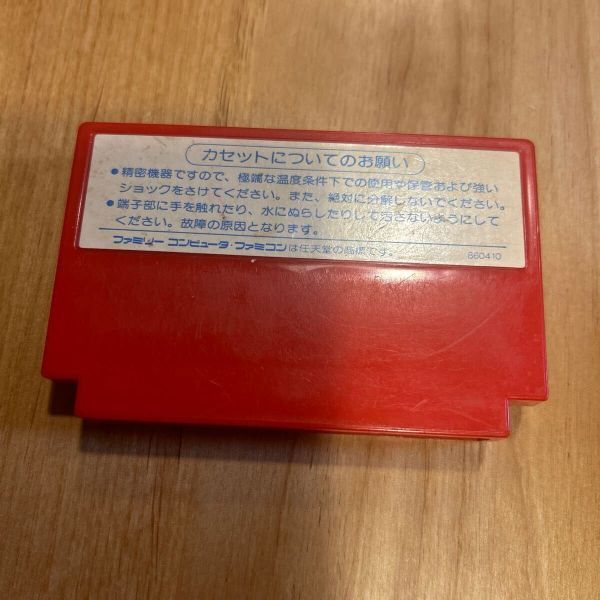 カセットについてのお願い
●精密機器ですので、極端な温度条件下での使用や保管および強い
ショックをさけてください。また、絶対に分解しないでください。
●端子部に手を触れたり、水にぬらしたりして汚さないようにして
ください。故障の原因となります。
ファミリー コンピュータ・ファミコンは任天堂の商標です。 860410